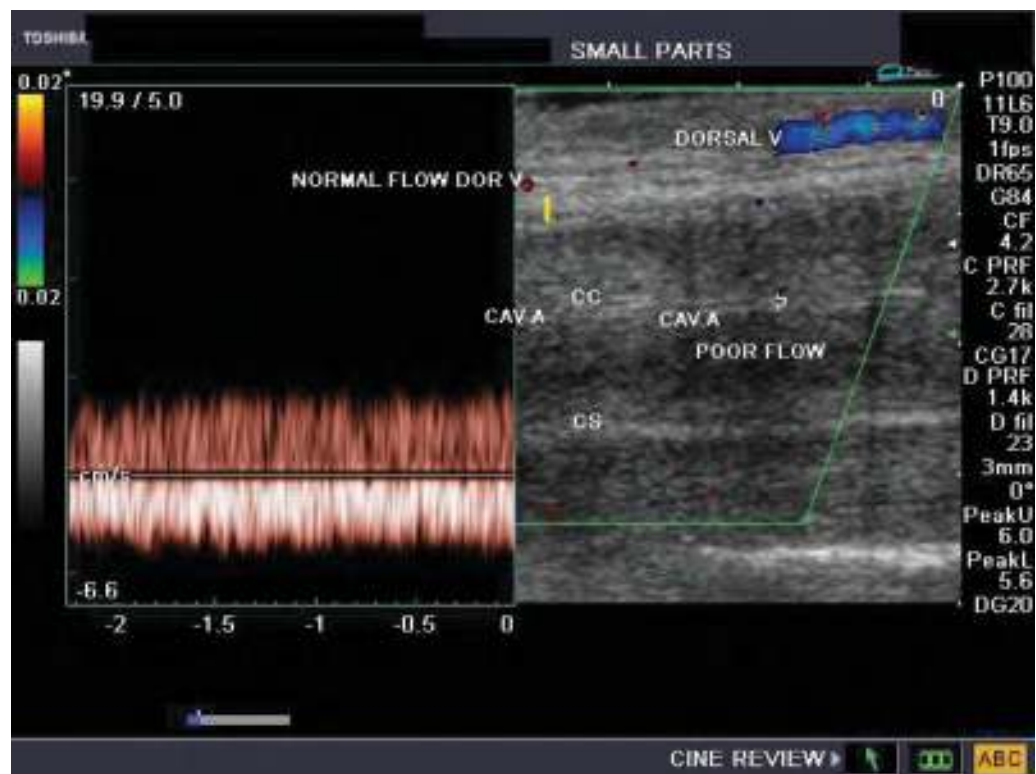 TOSHIBA
SMALL PARTS
0.02
0.02
19.9 / 5.0
NORMAL FLOW DOR V
cm/s
-6.6
-2 -1.5 -1 -0.5 0
DORSAL V
CC
CAV.A
CAV.A
POOR FLOW
CS
P100
11L6
T9.0
1fps
DR65
G84
CF
4.2
C PRF
2.7k
C fil
28
CG17
D PRF
1.4k
D fil
23
3mm
0°
PeakU
6.0
PeakL
5.6
DG20
CINE REVIEW
ABC